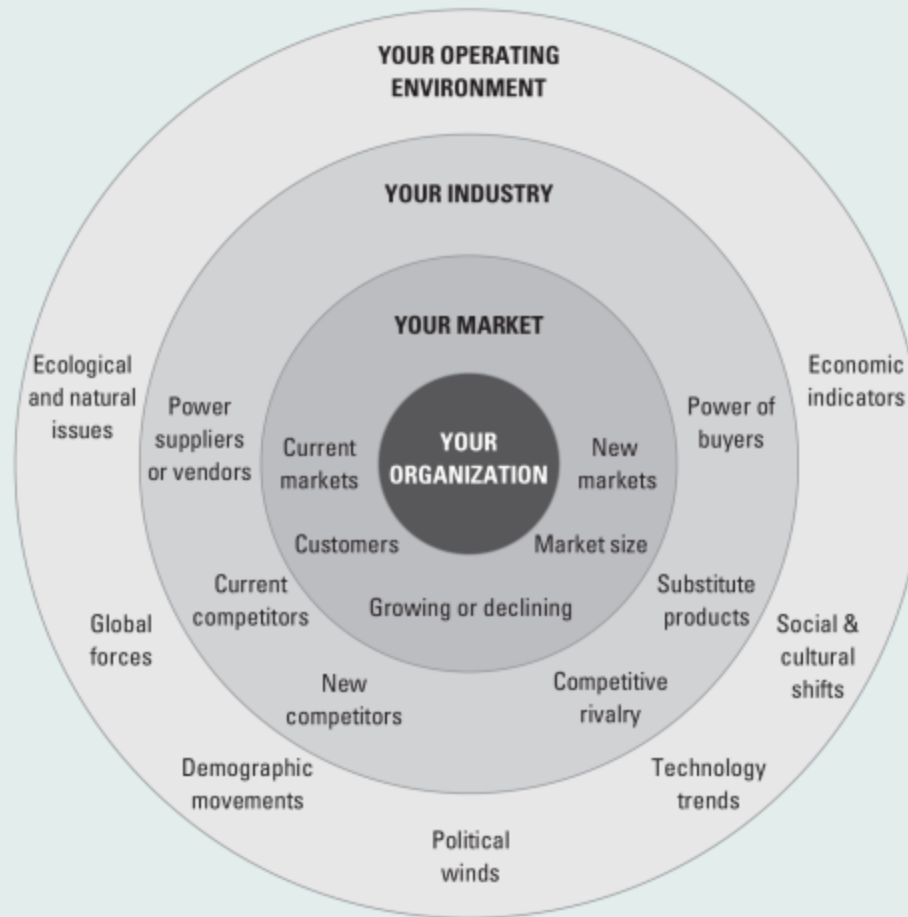 YOUR OPERATING
ENVIRONMENT
YOUR INDUSTRY
YOUR MARKET
YOUR
ORGANIZATION
Current
markets
New
markets
Customers
Market size
Growing or declining
Power
suppliers
or vendors
Power of
buyers
Current
competitors
Substitute
products
New
competitors
Competitive
rivalry
Ecological
and natural
issues
Economic
indicators
Global
forces
Social &
cultural
shifts
Demographic
movements
Technology
trends
Political
winds